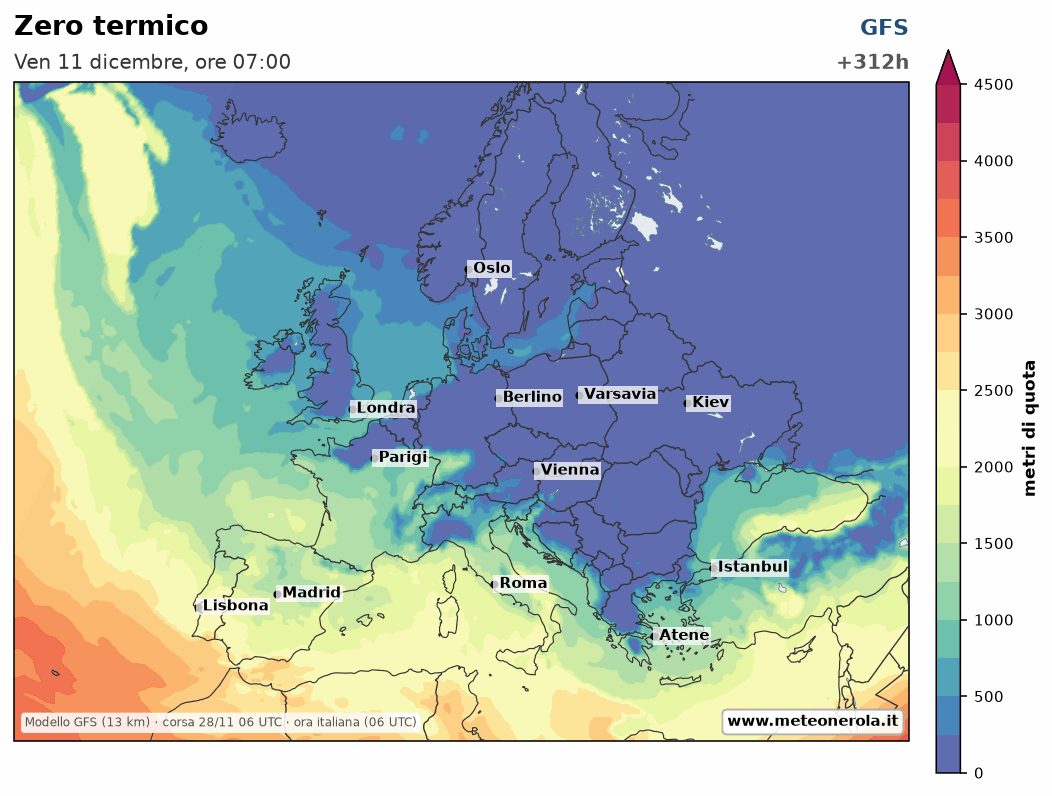 Zero termico
GFS
Ven 11 dicembre, ore 07:00
+312h
4500
4000
3500
3000
2500
2000
1500
1000
500
0
metri di quota
Oslo
Berlino
Varsavia
Kiev
Londra
Parigi
Vienna
Istanbul
Roma
Madrid
Lisbona
Atene
Modello GFS (13 km) · corsa 28/11 06 UTC · ora italiana (06 UTC)
www.meteonerola.it